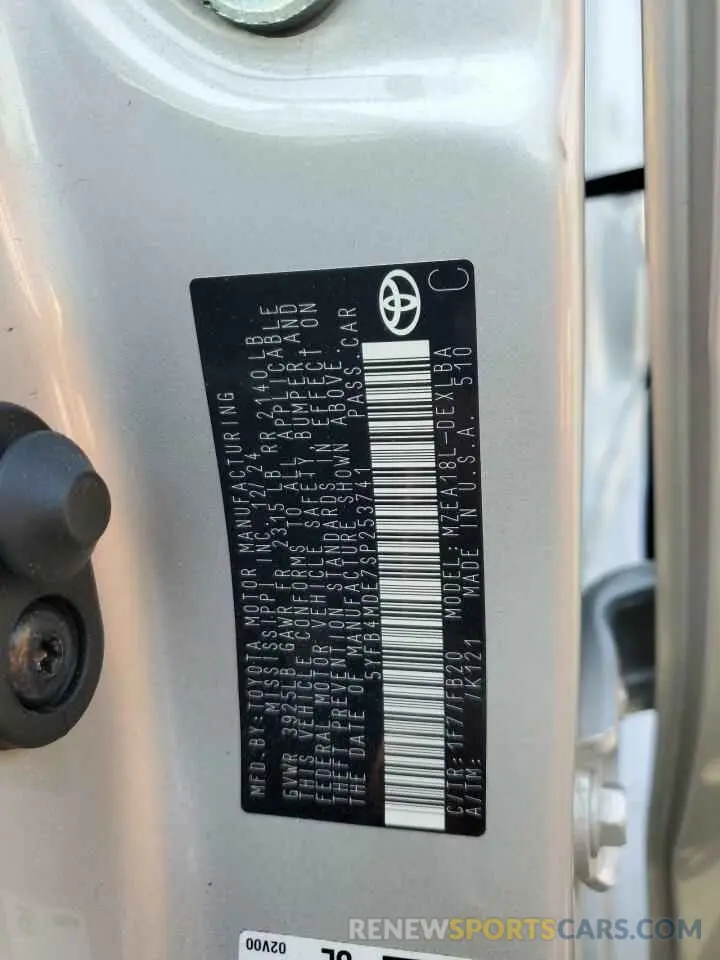 MFD. BY: TOYOTA MOTOR MANUFACTURING
MISSISSIPPI INC. 12/24
GVWR 3925LB GAWR FR 2315 LB RR 2140 LB
THIS VEHICLE CONFORMS TO ALL APPLICABLE
FEDERAL MOTOR VEHICLE SAFETY, BUMPER, AND
THEFT PREVENTION STANDARDS IN EFFECT ON
THE DATE OF MANUFACTURE SHOWN ABOVE.
5YFB4MDE7SP253741 PASS. CAR
C
C/TR: 1F7/FB20 MODEL: MZEA18L-DEXLBA
A/TM: /K121 MADE IN U.S.A. 510
02V00
RENEWSPORTSCARS.COM